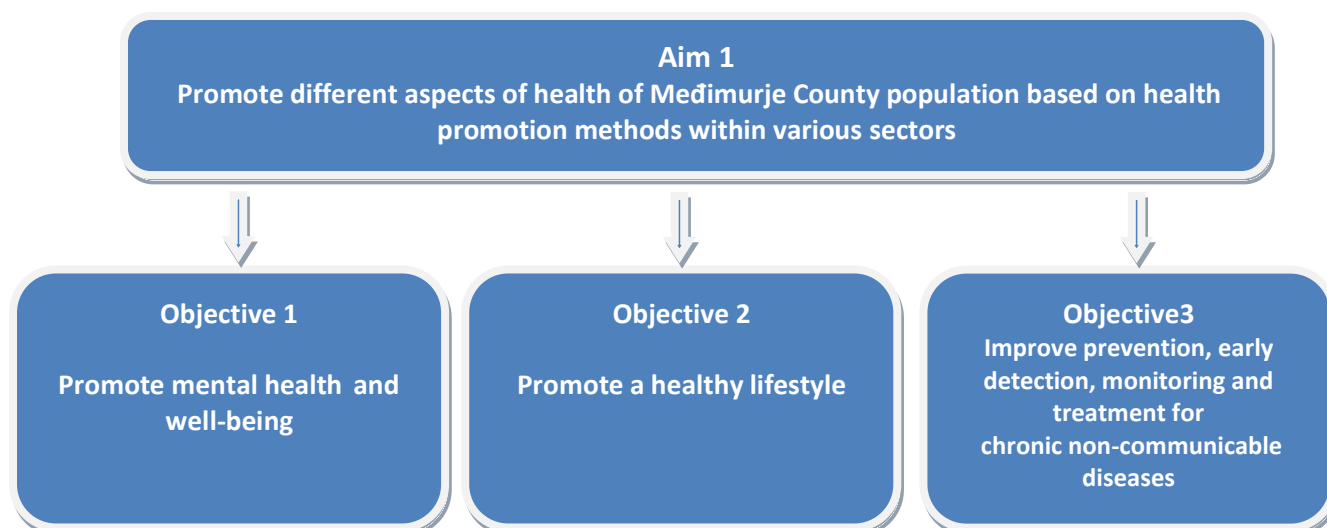 Aim 1
Promote different aspects of health of Međimurje County population based on health
promotion methods within various sectors
Objective 1
Promote mental health and
well-being
Objective 2
Promote a healthy lifestyle
Objective3
Improve prevention, early
detection, monitoring and
treatment for
chronic non-communicable
diseases